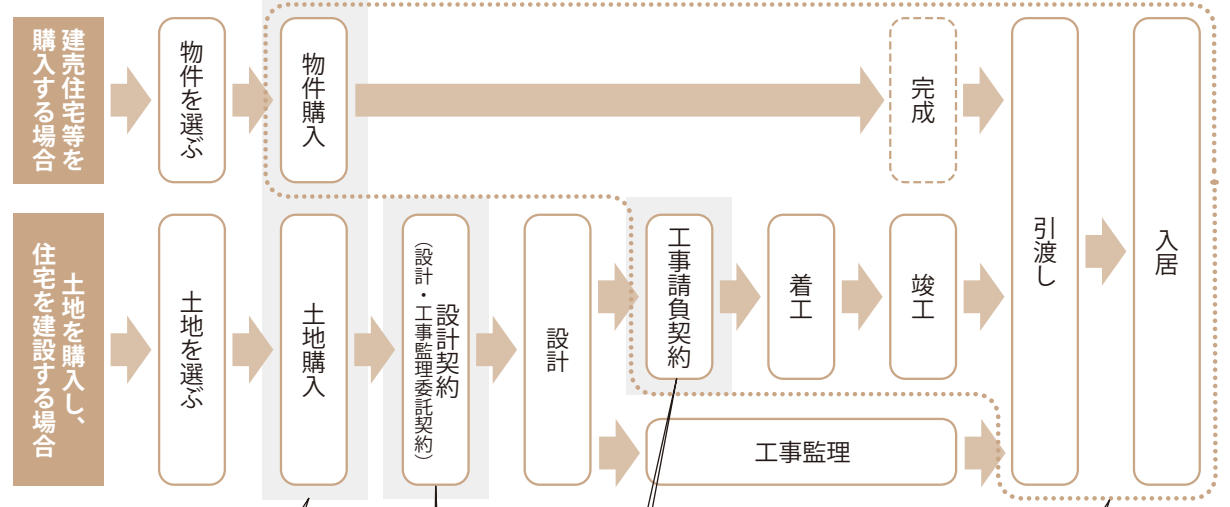 建売住宅等を
購入する場合
物件を選ぶ
物件購入
完成
土地を購入し、
住宅を建設する場合
土地を選ぶ
土地購入
設計契約
（設計・工事監理委託契約）
設計
工事請負契約
着工
竣工
工事監理
引渡し
入居